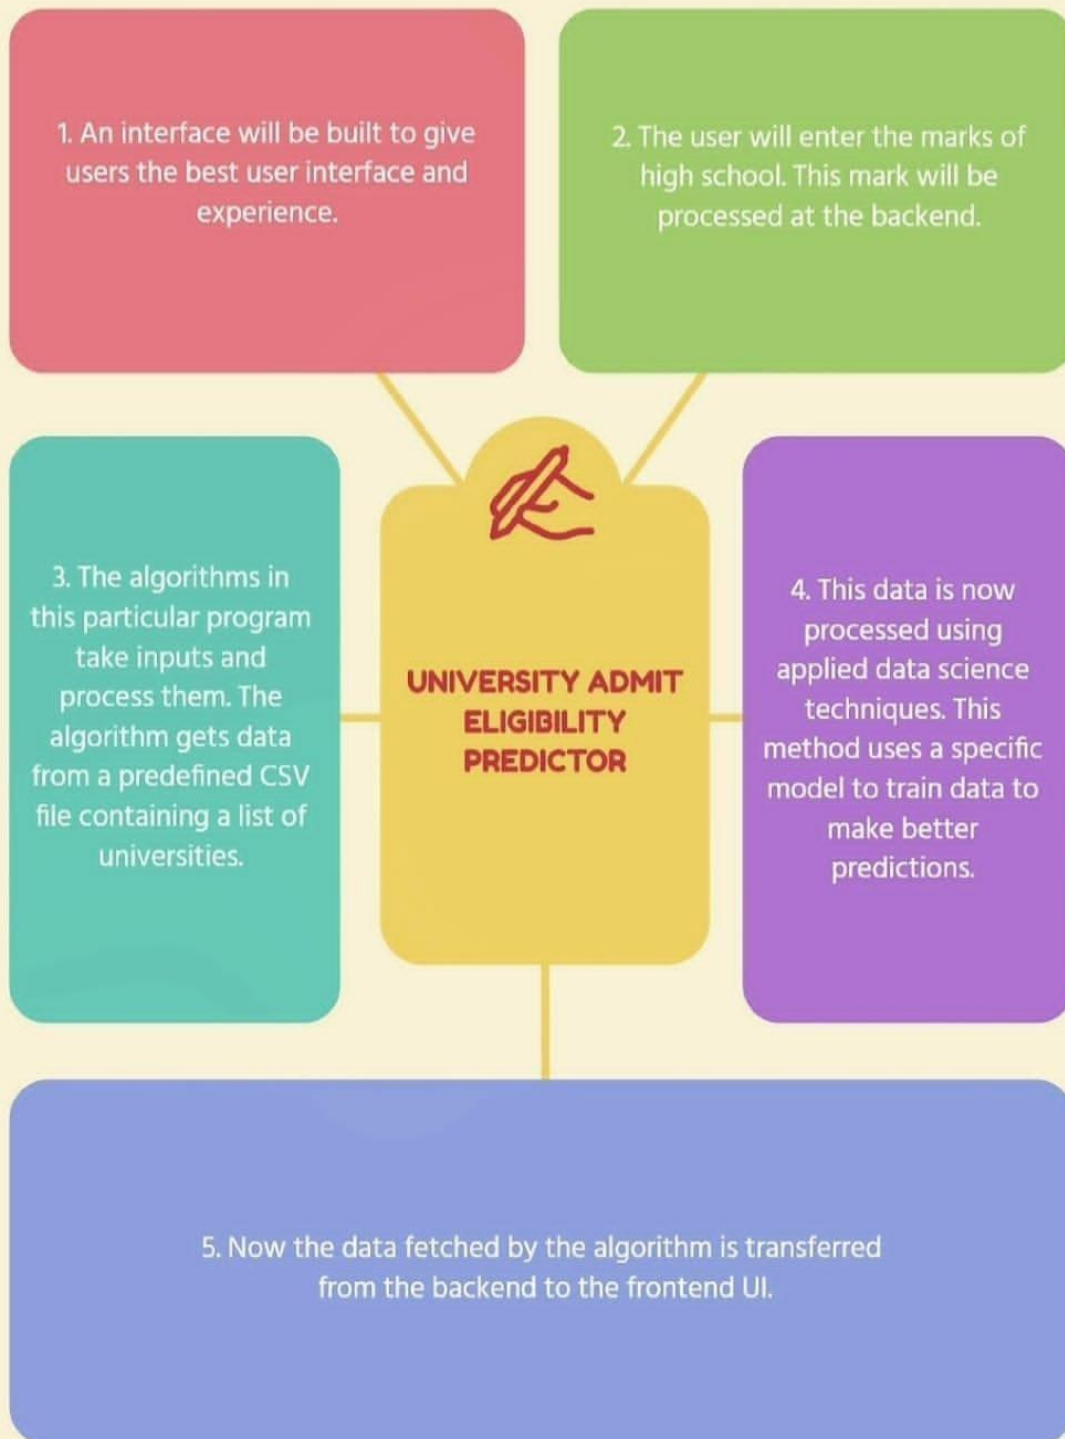 1. An interface will be built to give
users the best user interface and
experience.
2. The user will enter the marks of
high school. This mark will be
processed at the backend.
3. The algorithms in
this particular program
take inputs and
process them. The
algorithm gets data
from a predefined CSV
file containing a list of
universities.
UNIVERSITY ADMIT
ELIGIBILITY
PREDICTOR
4. This data is now
processed using
applied data science
techniques. This
method uses a specific
model to train data to
make better
predictions.
5. Now the data fetched by the algorithm is transferred
from the backend to the frontend UI.